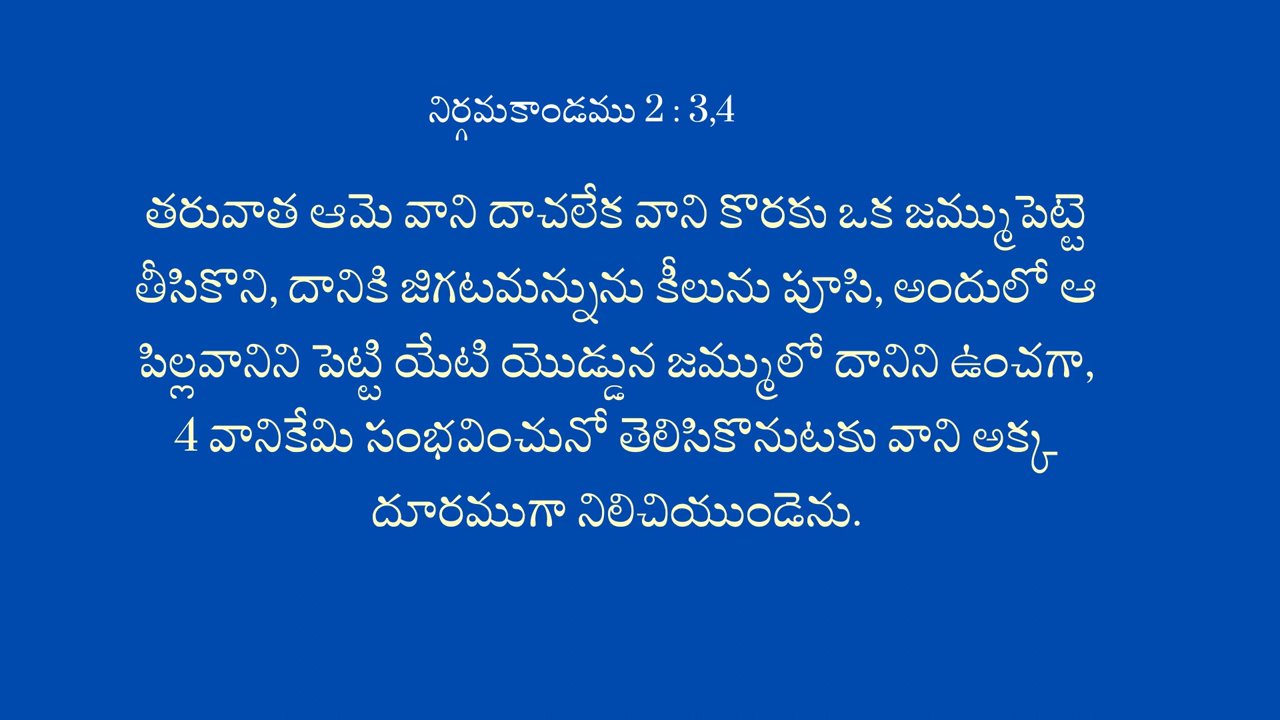 నిర్గమకాండము 2 : 3,4
తరువాత ఆమె వాని దాచలేక వాని కొరకు ఒక జమ్ముపెట్టె
తీసికొని, దానికి జిగటమన్నును కీలును పూసి, అందులో ఆ
పిల్లవానిని పెట్టి యేటి యొడ్డున జమ్ములో దానిని ఉంచగా,
4 వానికేమి సంభవించునో తెలిసికొనుటకు వాని అక్క
దూరముగా నిలిచియుండెను.